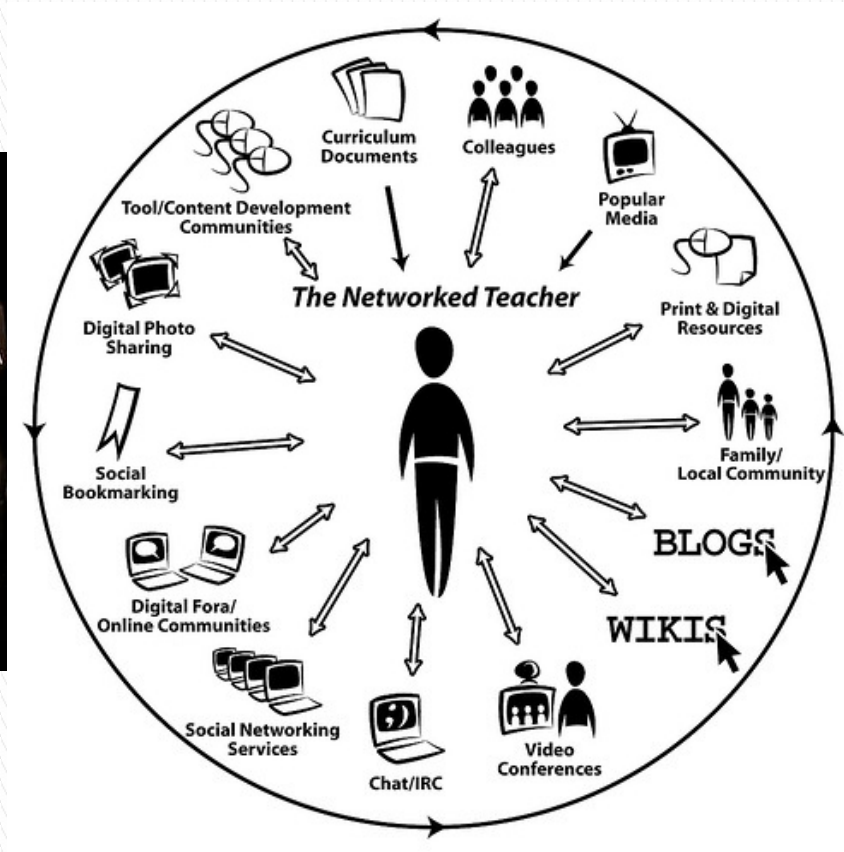 Curriculum
Documents
Colleagues
Popular
Media
Tool/Content Development
Communities
The Networked Teacher
Print & Digital
Resources
Digital Photo
Sharing
Family/
Local Community
Social
Bookmarking
BLOGS
Digital Fora/
Online Communities
WIKIS
Social Networking
Services
Video
Conferences
Chat/IRC